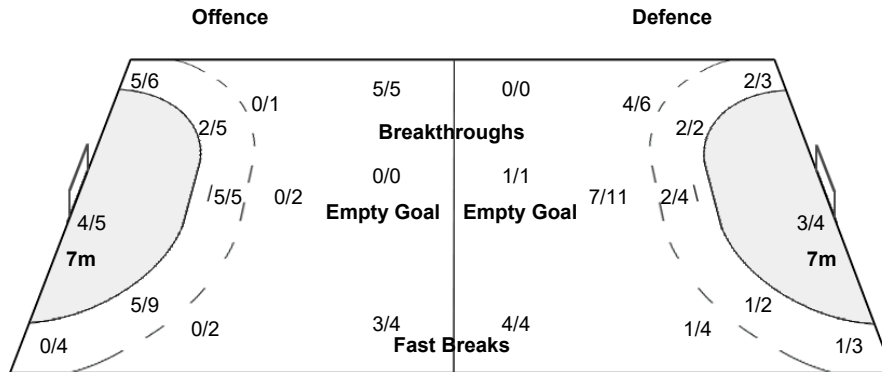 Offence Defence
5/6 5/5 0/0 2/3
0/1 4/6
2/5 2/2
Breakthroughs
0/0 1/1
5/5 0/2 7/11 2/4
Empty Goal Empty Goal
4/5 3/4
7m 7m
5/9 1/2
0/2 3/4 4/4 1/4
0/4 Fast Breaks 1/3